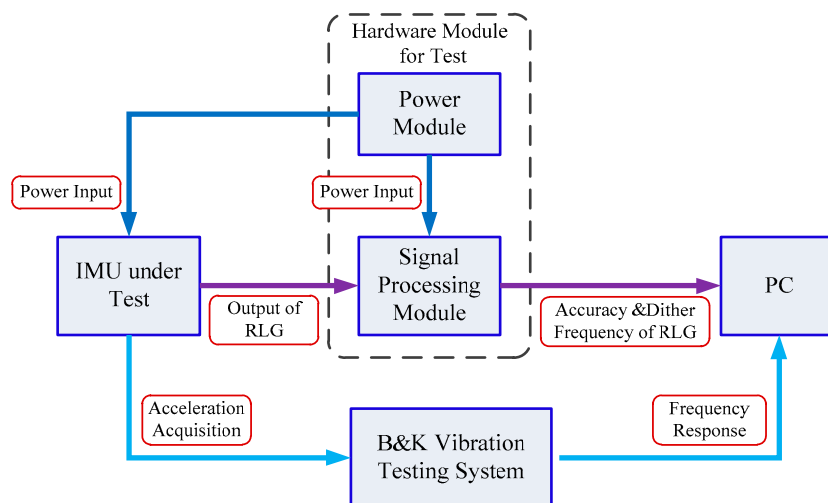 Hardware Module
for Test
Power
Module
Power Input
Power Input
IMU under
Test
Signal
Processing
Module
PC
Output of
RLG
Accuracy &Dither
Frequency of RLG
Acceleration
Acquisition
B&K Vibration
Testing System
Frequency
Response